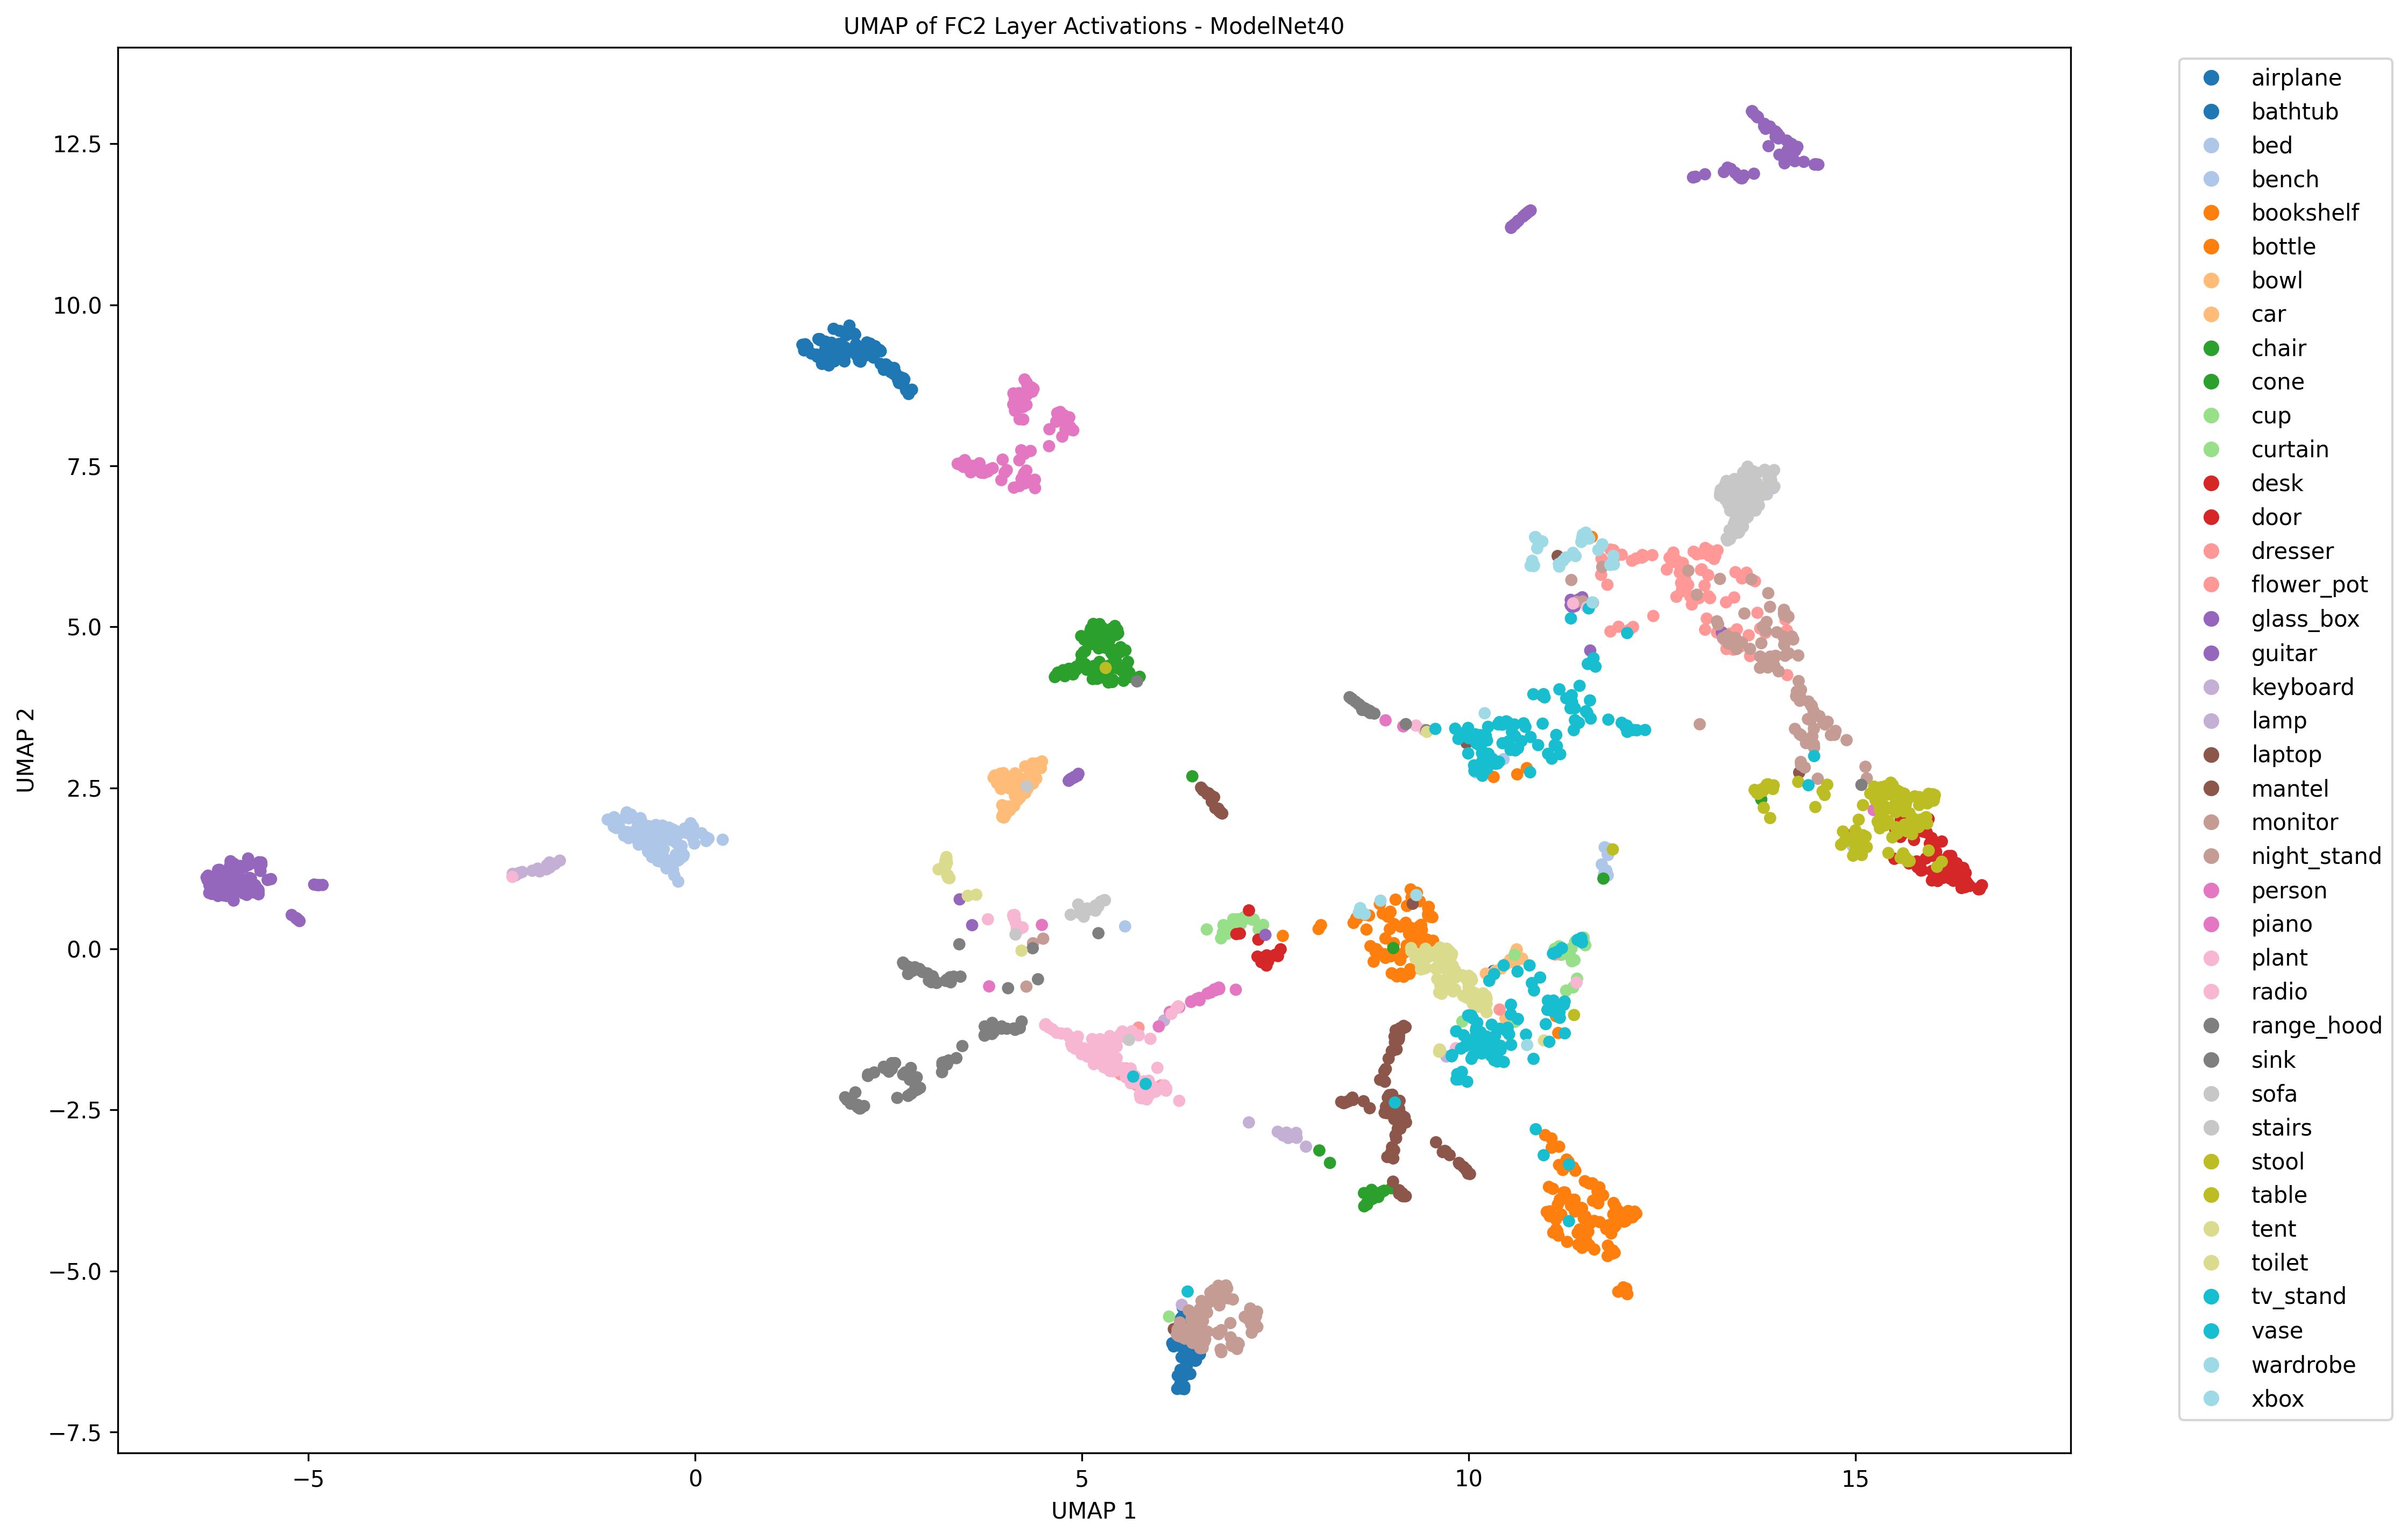 UMAP of FC2 Layer Activations - ModelNet40
12.5
10.0
7.5
5.0
2.5
0.0
−2.5
−5.0
−7.5
UMAP 2
−5
0
5
10
15
UMAP 1
airplane
bathtub
bed
bench
bookshelf
bottle
bowl
car
chair
cone
cup
curtain
desk
door
dresser
flower_pot
glass_box
guitar
keyboard
lamp
laptop
mantel
monitor
night_stand
person
piano
plant
radio
range_hood
sink
sofa
stairs
stool
table
tent
toilet
tv_stand
vase
wardrobe
xbox